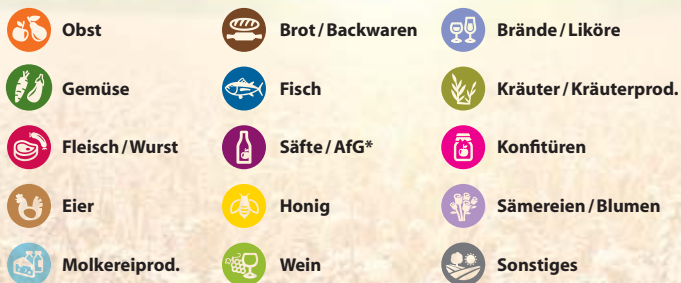 Obst
Brot / Backwaren
Brände / Liköre
Gemüse
Fisch
Kräuter / Kräuterprod.
Fleisch / Wurst
Säfte / AfG*
Konfitüren
Eier
Honig
Sämereien / Blumen
Molkereiprod.
Wein
Sonstiges